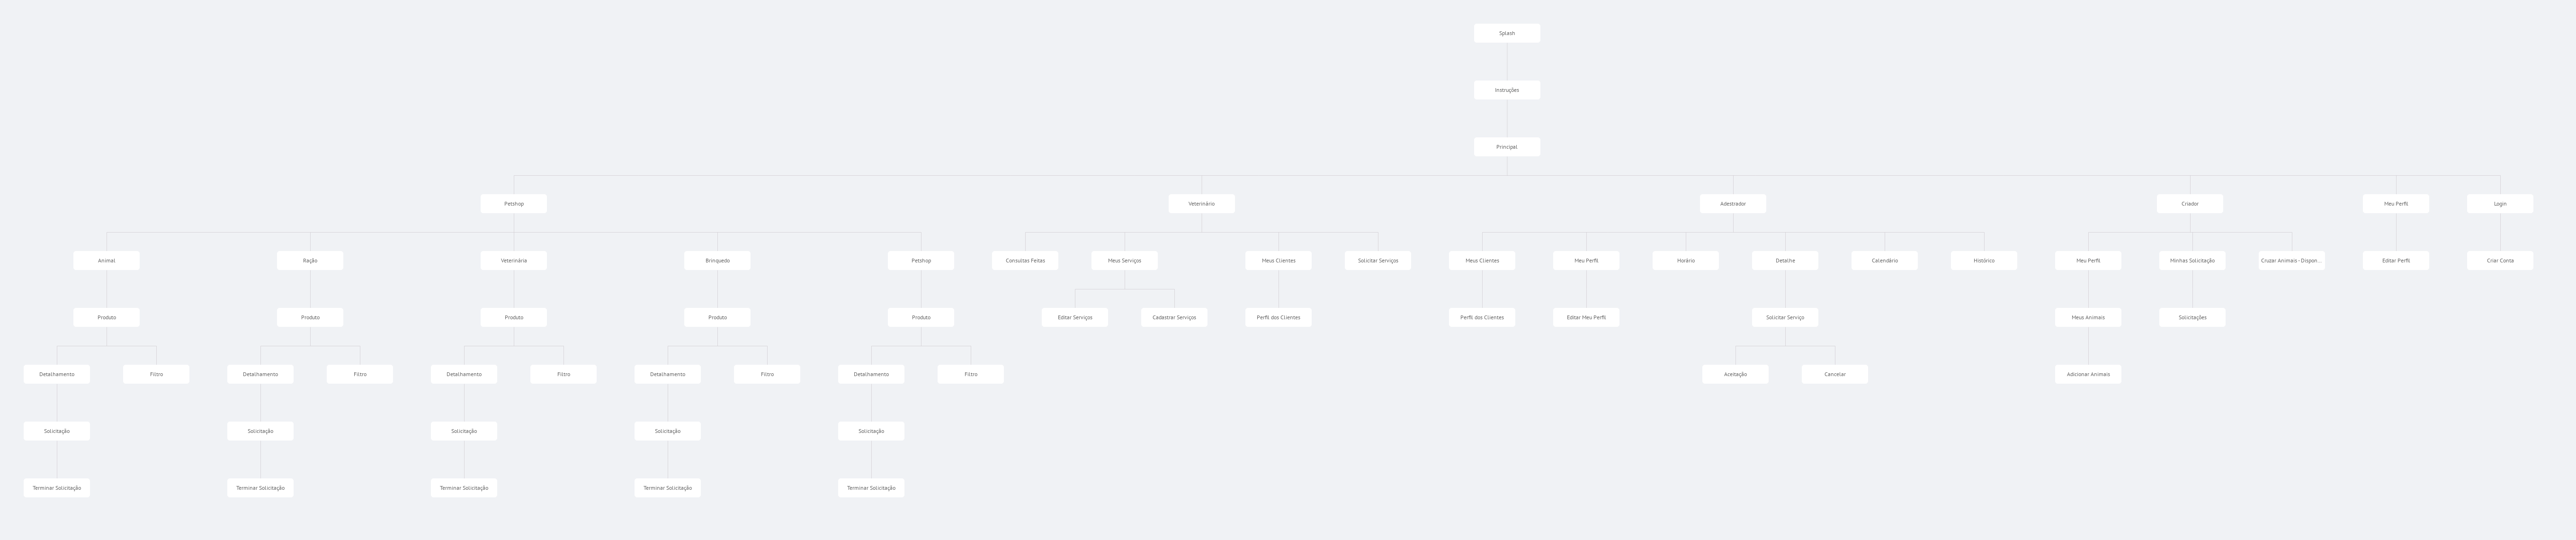 Splash
Instruções
Principal
Petshop
Veterinário
Adestrador
Criador
Meu Perfil
Login
Animal
Ração
Veterinária
Brinquedo
Petshop
Consultas Feitas
Meus Serviços
Meus Clientes
Solicitar Serviços
Meus Clientes
Meu Perfil
Horário
Detalhe
Calendário
Histórico
Meu Perfil
Minhas Solicitação
Cruzar Animais - Dispon...
Editar Perfil
Criar Conta
Produto
Produto
Produto
Produto
Produto
Editar Serviços
Cadastrar Serviços
Perfil dos Clientes
Perfil dos Clientes
Editar Meu Perfil
Solicitar Serviço
Meus Animais
Solicitações
Detalhamento
Filtro
Detalhamento
Filtro
Detalhamento
Filtro
Detalhamento
Filtro
Detalhamento
Filtro
Aceitação
Cancelar
Adicionar Animais
Solicitação
Solicitação
Solicitação
Solicitação
Solicitação
Terminar Solicitação
Terminar Solicitação
Terminar Solicitação
Terminar Solicitação
Terminar Solicitação